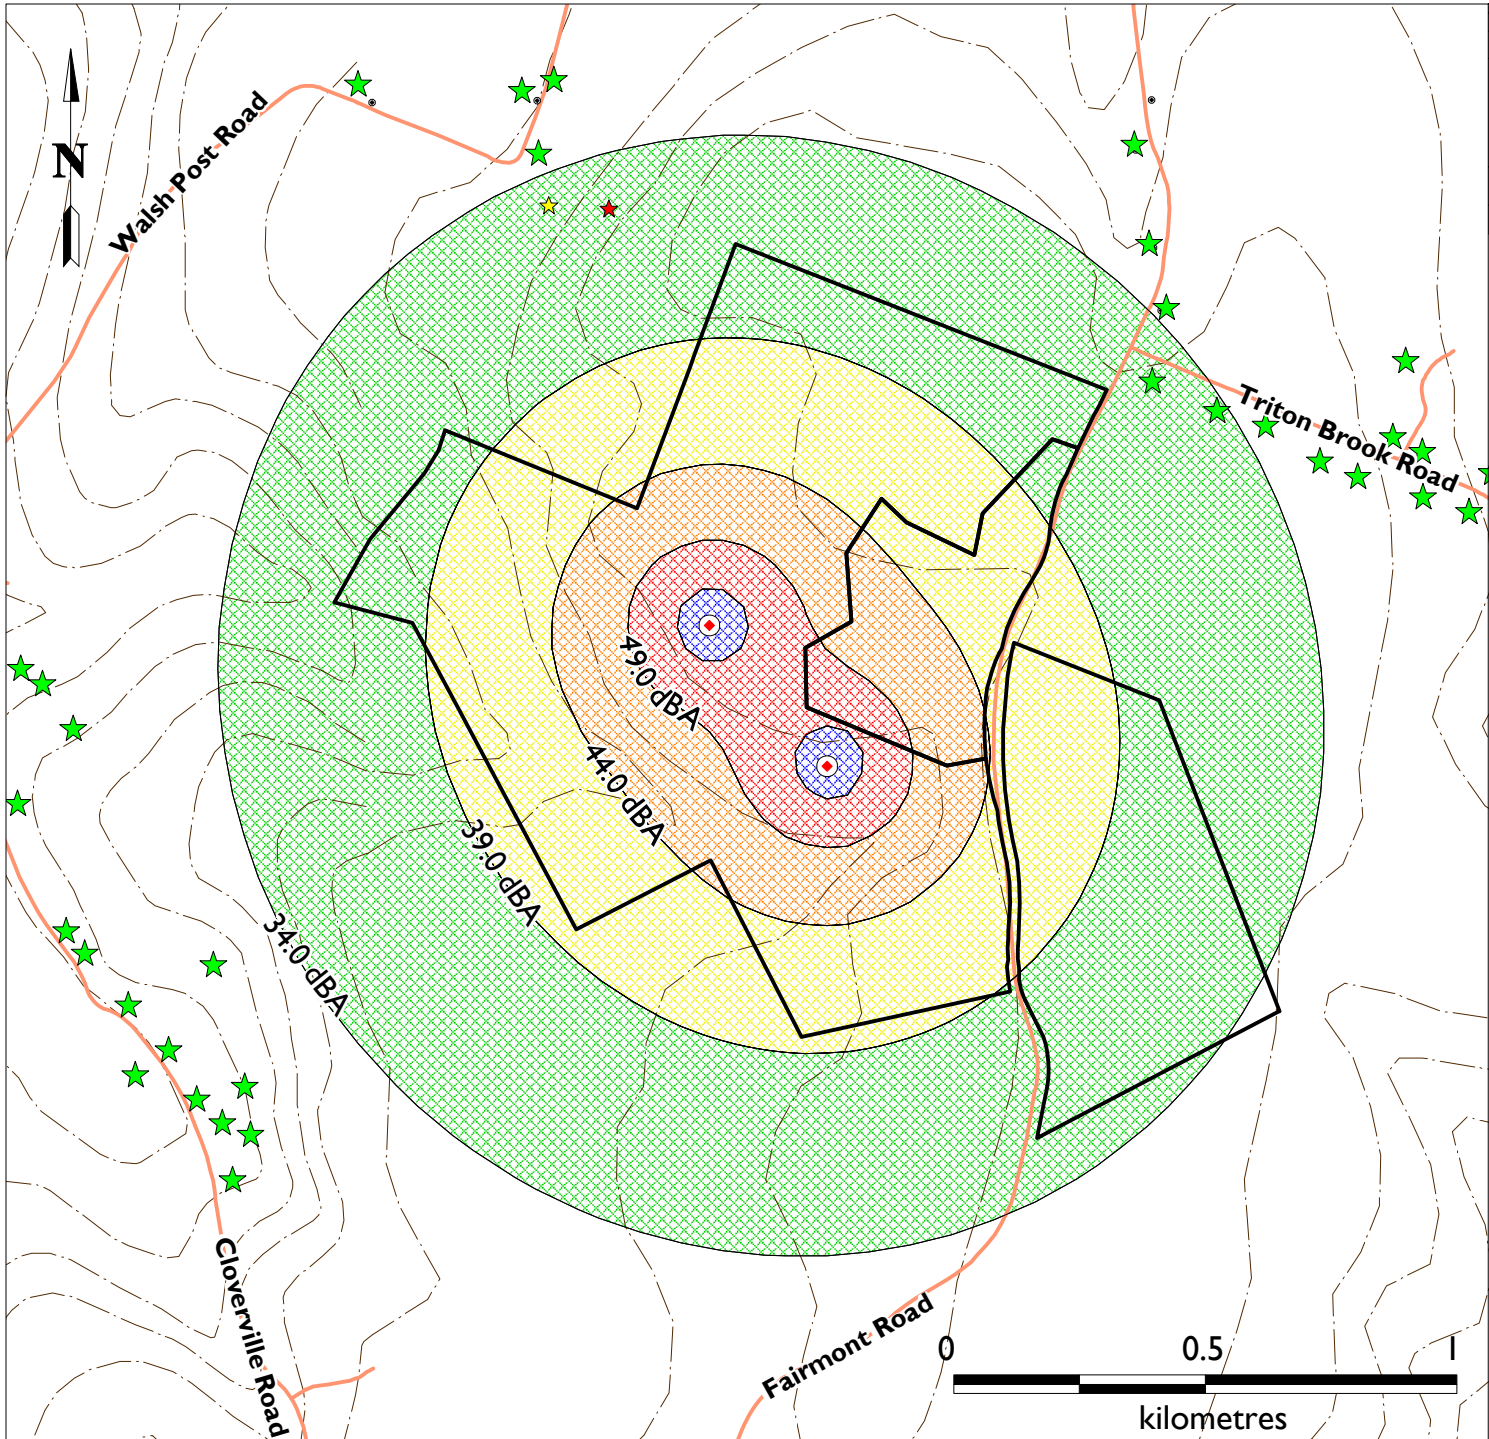 N
Walsh Post Road
Triton Brook Road
49.0 dBA
44.0 dBA
39.0 dBA
34.0 dBA
Cloverville Road
Fairmont Road
0 0.5 1
kilometres